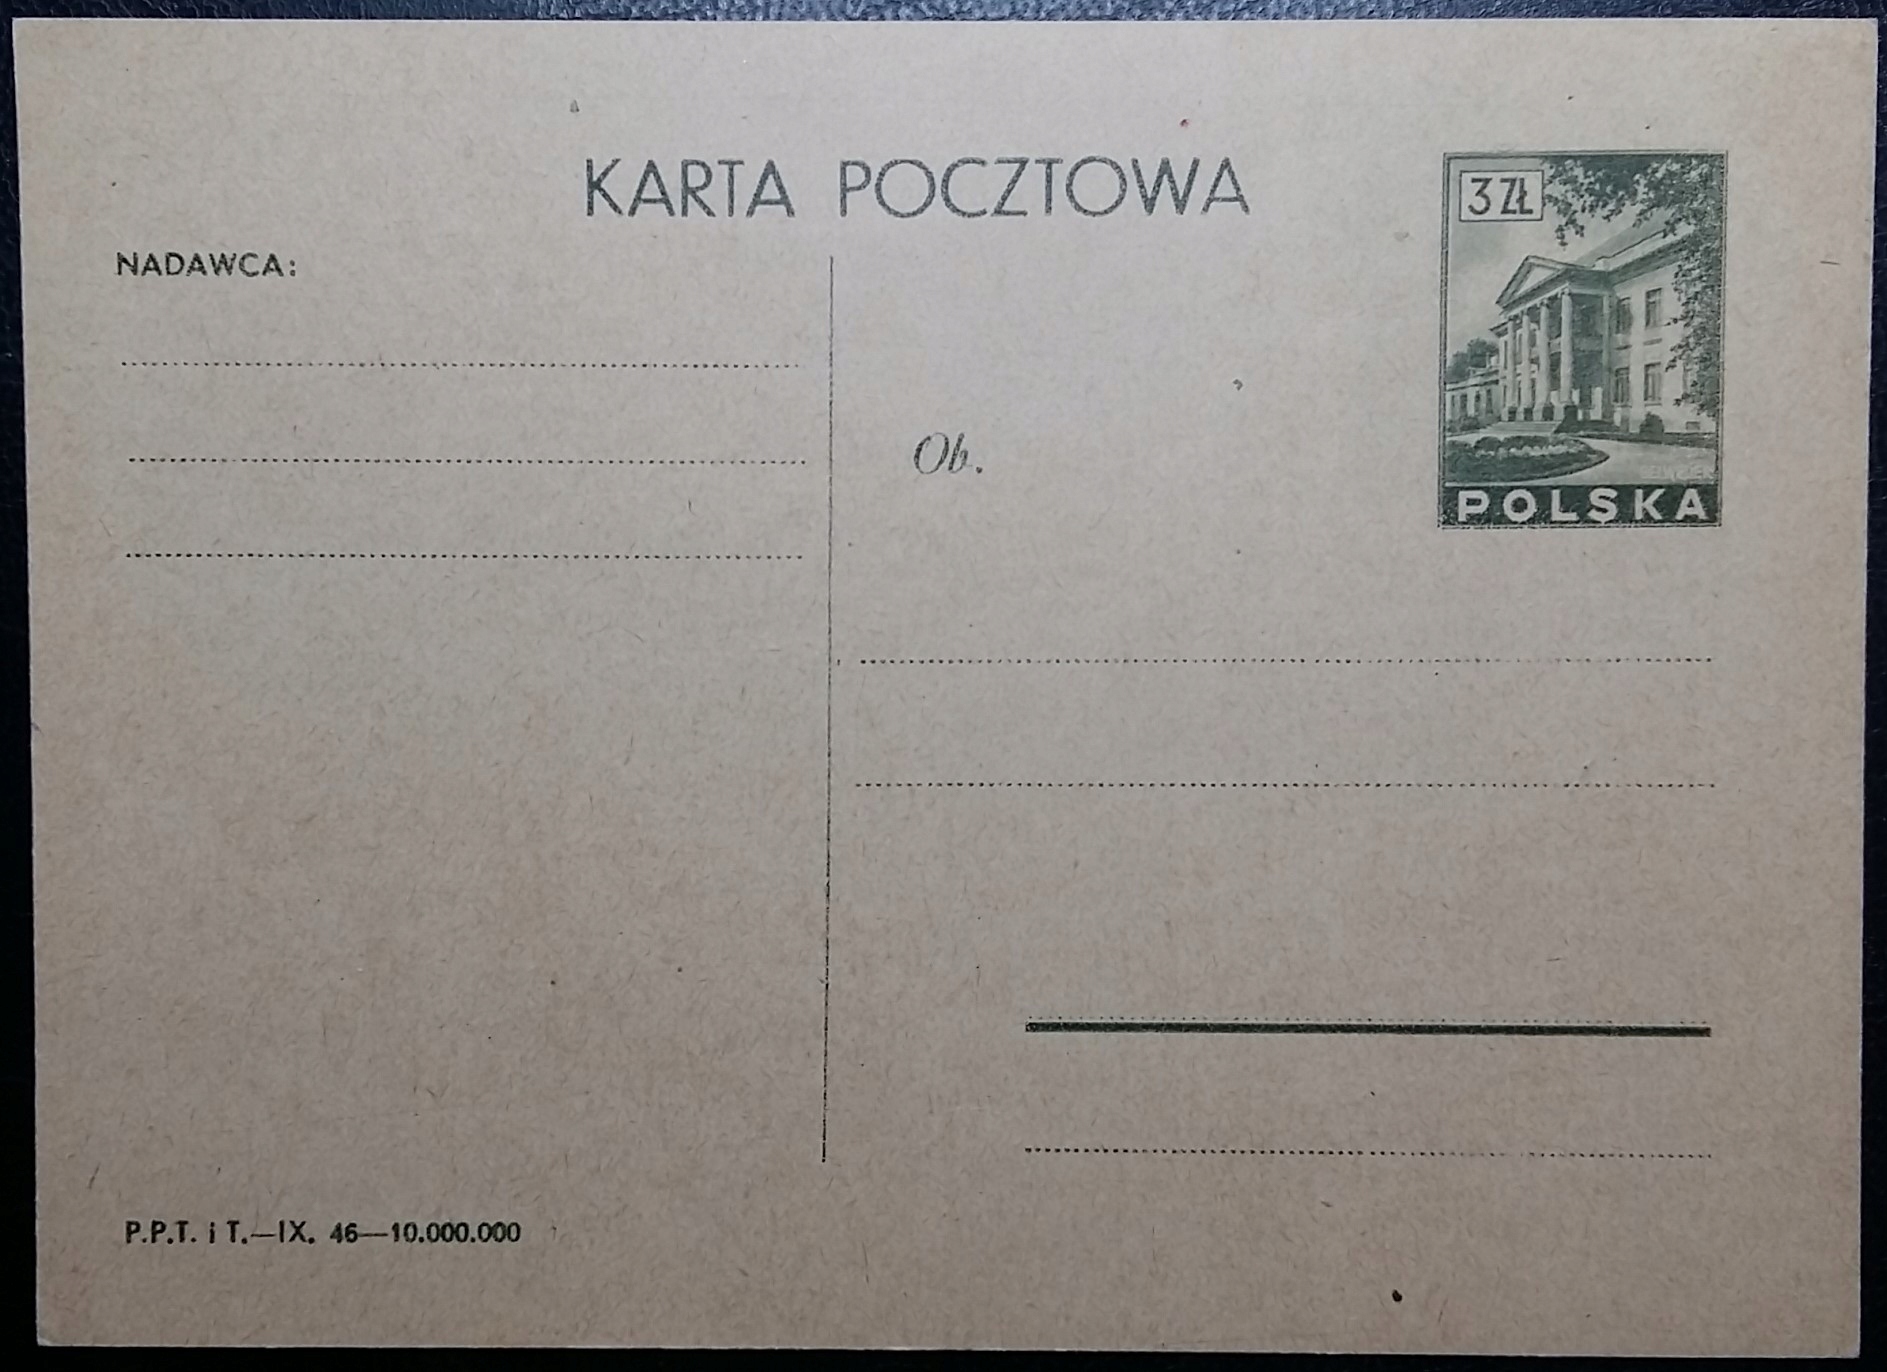 KARTA POCZTOWA
3 ZŁ
NADAWCA:
Ob.
POLSKA
P.P.T. i T.—IX. 46—10.000.000